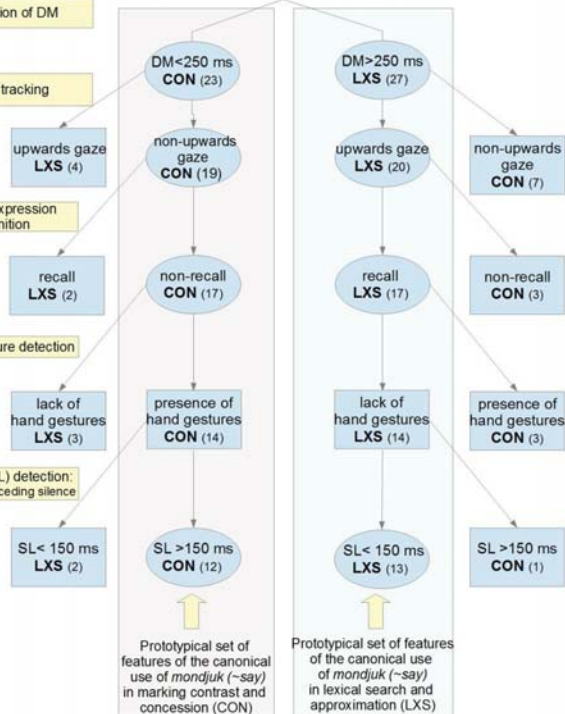 ion of DM
DM<250 ms
CON (23)
DM>250 ms
LXS (27)
tracking
upwards gaze
LXS (4)
non-upwards
gaze
CON (19)
upwards gaze
LXS (20)
non-upwards
gaze
CON (7)
xpression
nition
recall
LXS (2)
non-recall
CON (17)
recall
LXS (17)
non-recall
CON (3)
ure detection
lack of
hand gestures
LXS (3)
presence of
hand gestures
CON (14)
lack of
hand gestures
LXS (14)
presence of
hand gestures
CON (3)
L) detection:
ceding silence
SL< 150 ms
LXS (2)
SL >150 ms
CON (12)
SL< 150 ms
LXS (13)
SL >150 ms
CON (1)
Prototypical set of
features of the canonical
use of mondjuk (~say)
in marking contrast and
concession (CON)
Prototypical set of features
of the canonical use
of mondjuk (~say)
in lexical search and
approximation (LXS)